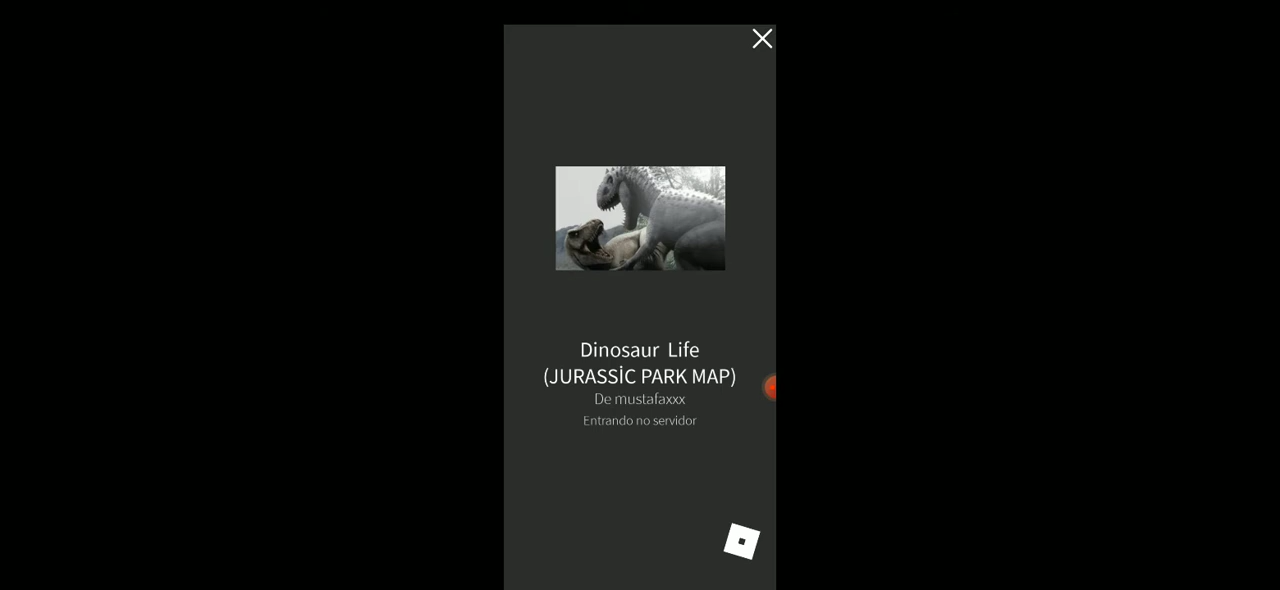 Dinosaur Life
(JURASSİC PARK MAP)
De mustafaxxx
Entrando no servidor